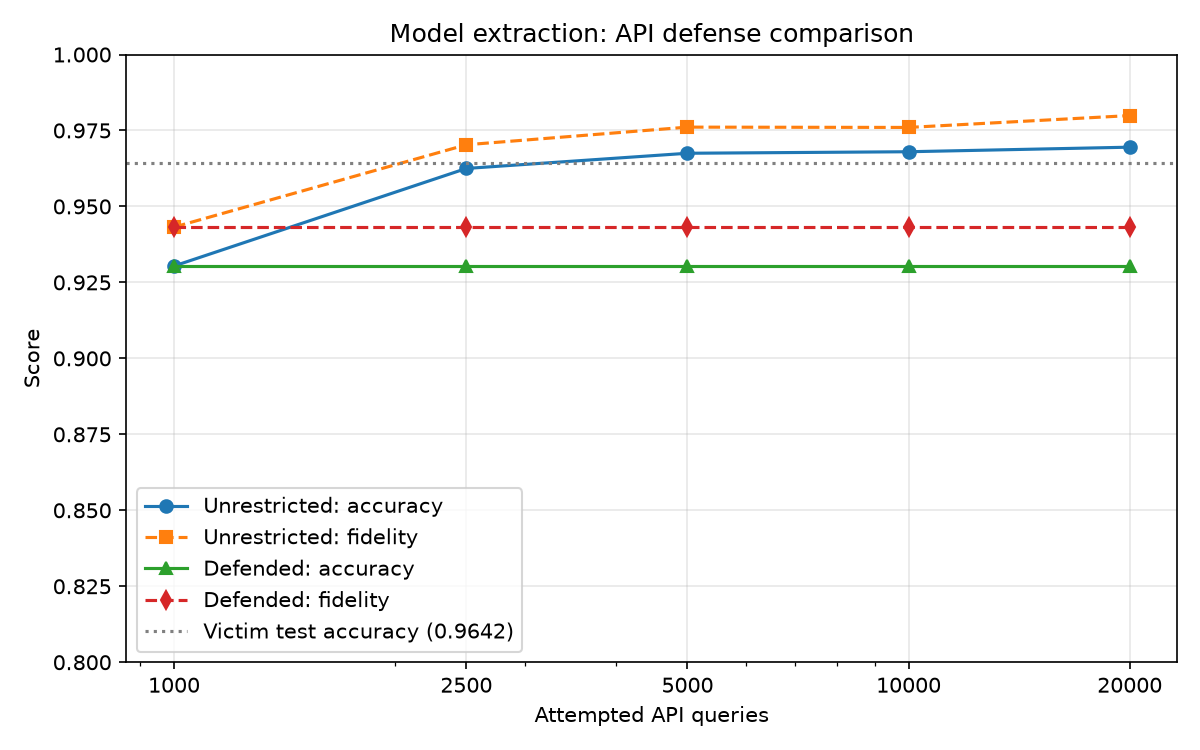 Model extraction: API defense comparison
1.000
0.975
0.950
0.925
0.900
0.875
0.850
0.825
0.800
Score
Unrestricted: accuracy
Unrestricted: fidelity
Defended: accuracy
Defended: fidelity
Victim test accuracy (0.9642)
1000 2500 5000 10000 20000
Attempted API queries